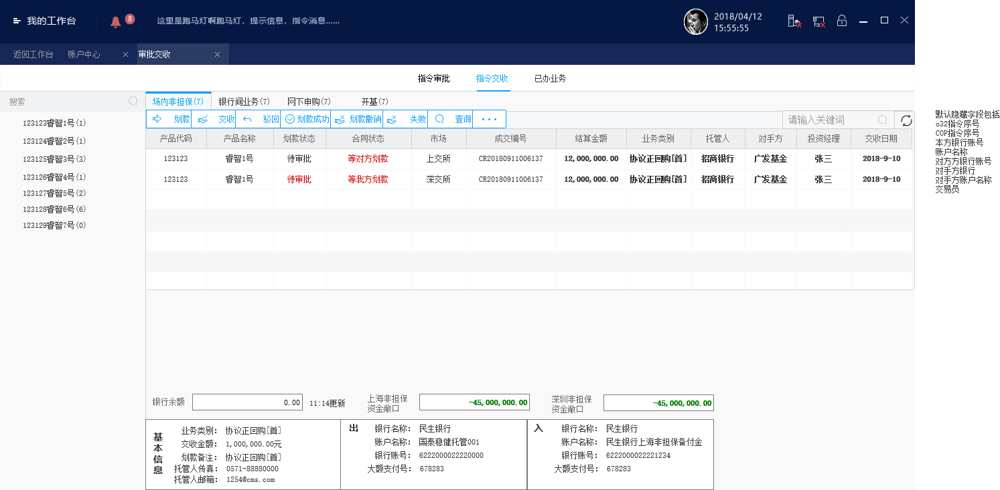 我的工作台
8
这里是跑马灯啊跑马灯，提示信息，指令消息......
2018/04/12
15:55:55
返回工作台 账户中心 × 审批交收 ×
指令审批 指令交收 已办业务
搜索
123123睿智1号(1)
123124睿智2号(1)
123125睿智3号(3)
123126睿智4号(1)
123127睿智5号(2)
123128睿智6号(6)
123129睿智7号(0)
场内非担保(7) 银行间业务(7) 网下申购(7) 开基(7)
划款 交收 驳回 划款成功 划款撤销 失败 查询 ···
请输入关键词
产品代码 产品名称 划款状态 合同状态 市场 成交编号 结算金额 业务类别 托管人 对手方 投资经理 交收日期
123123 睿智1号 待审批 等对方划款 上交所 CR20180911006137 12,000,000.00 协议正回购[首] 招商银行 广发基金 张三 2018-9-10
123123 睿智1号 待审批 等我方划款 深交所 CR20180911006137 12,000,000.00 协议正回购[首] 招商银行 广发基金 张三 2018-9-10
默认隐藏字段包括
o32指令序号
COP指令序号
本方银行账号
账户名称
对方方银行账号
对手方银行
对手方账户名称
交易员
银行余额 0.00 11:14更新
上海非担保
资金敞口
-45,000,000.00
深圳非担保
资金敞口
-45,000,000.00
基本信息
业务类别： 协议正回购[首]
交收金额： 1,000,000.00元
划款备注： 协议正回购[首]
托管人传真： 0571-88880000
托管人邮箱： 1254@cms.com
出
银行名称： 民生银行
账户名称： 国泰稳健托管001
银行账号： 6222000022220000
大额支付号： 678283
入
银行名称： 民生银行
账户名称： 民生银行上海非担保备付金
银行账号： 6222000022221234
大额支付号： 678283